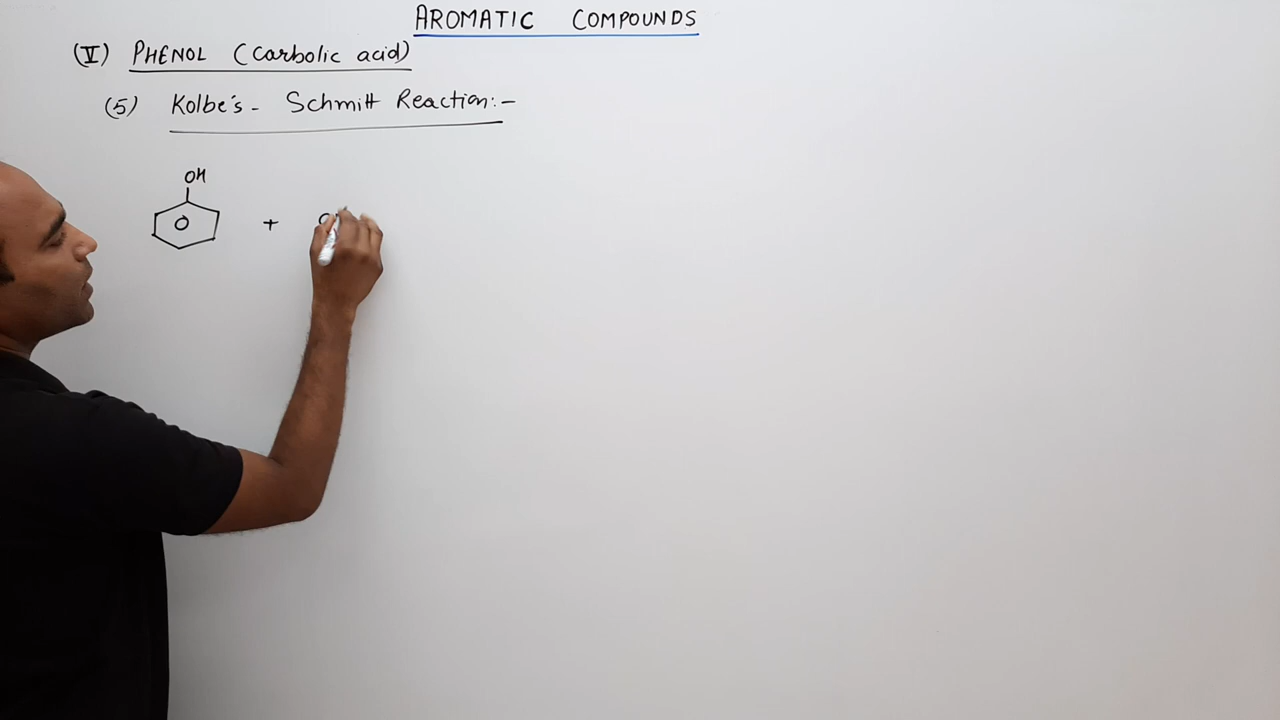 AROMATIC COMPOUNDS
(V) PHENOL (Carbolic acid)
(5) Kolbe's - Schmitt Reaction:-
OH
+ C